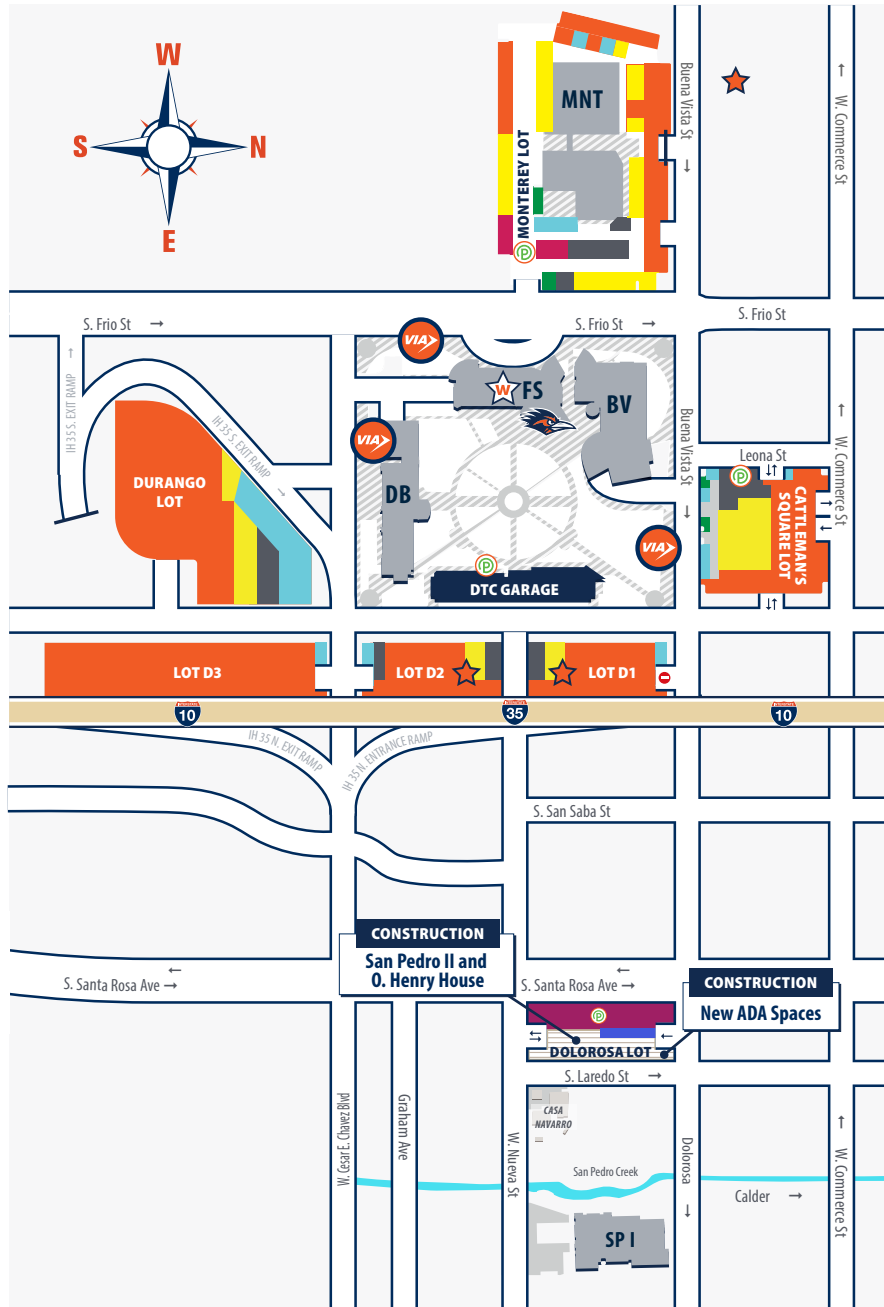 W
S
N
E
MNT
MONTEREY LOT
P
Buena Vista St
W. Commerce St
S. Frio St
S. Frio St
S. Frio St
IH 35 S. EXIT RAMP
IH 35 S. EXIT RAMP
VIA
W
FS
BV
Buena Vista St
W. Commerce St
Leona St
P
CATTLEMAN'S
SQUARE LOT
DURANGO
LOT
VIA
DB
VIA
P
DTC GARAGE
LOT D3
LOT D2
LOT D1
10
35
10
IH 35 N. EXIT RAMP
IH 35 N. ENTRANCE RAMP
S. San Saba St
CONSTRUCTION
San Pedro II and
O. Henry House
S. Santa Rosa Ave
S. Santa Rosa Ave
CONSTRUCTION
New ADA Spaces
P
DOLOROSA LOT
S. Laredo St
W. Cesar E. Chavez Blvd
Graham Ave
W. Nueva St
CASA
NAVARRO
Dolorosa
W. Commerce St
San Pedro Creek
Calder
SP I